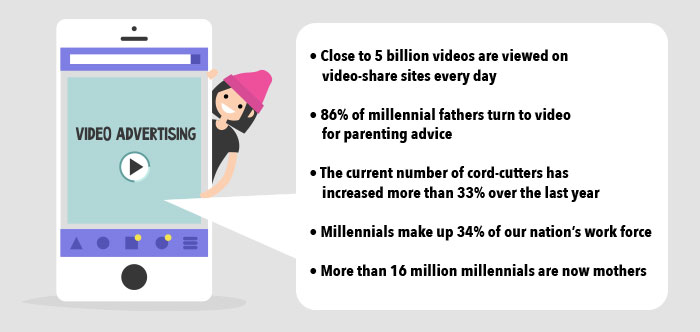 VIDEO ADVERTISING
• Close to 5 billion videos are viewed on
video-share sites every day
• 86% of millennial fathers turn to video
for parenting advice
• The current number of cord-cutters has
increased more than 33% over the last year
• Millennials make up 34% of our nation’s work force
• More than 16 million millennials are now mothers